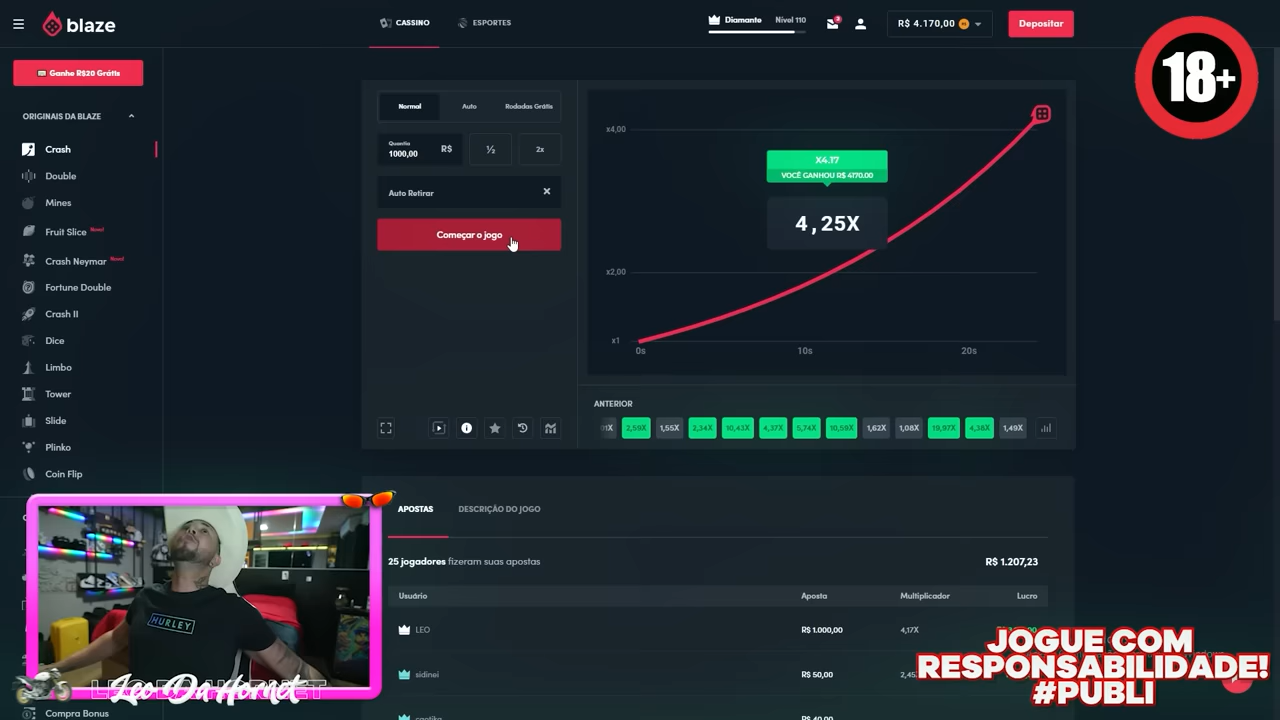 blaze
CASSINO
ESPORTES
Diamante
Nível 110
R$ 4.170,00
Depositar
18+
Ganhe R$20 Grátis
ORIGINAIS DA BLAZE
Crash
Double
Mines
Fruit Slice New!
Crash Neymar New!
Fortune Double
Crash II
Dice
Limbo
Tower
Slide
Plinko
Coin Flip
Compra Bonus
Normal
Auto
Rodadas Grátis
Quantia
1000,00
R$
½
2x
Auto Retirar
Começar o jogo
x4,00
x2,00
x1
0s
10s
20s
X4.17
VOCÊ GANHOU R$ 4170.00
4,25X
ANTERIOR
01X
2,59X
1,55X
2,34X
10,43X
4,37X
5,74X
10,59X
1,62X
1,08X
19,97X
4,38X
1,49X
APOSTAS
DESCRIÇÃO DO JOGO
25 jogadores fizeram suas apostas
R$ 1.207,23
Usuário
Aposta
Multiplicador
Lucro
LEO
R$ 1.000,00
4,17X
sidinei
R$ 50,00
R$ 40,00
HURLEY
Leo Da Hornet
JOGUE COM
RESPONSABILIDADE!
#PUBLI